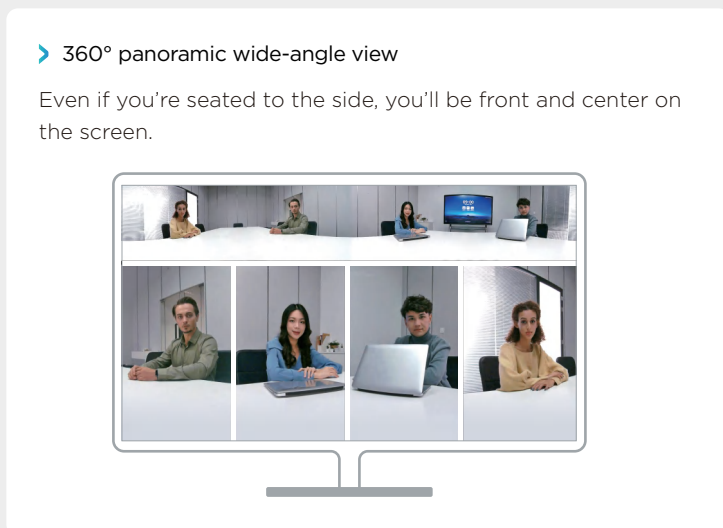 360° panoramic wide-angle view
Even if you’re seated to the side, you’ll be front and center on
the screen.